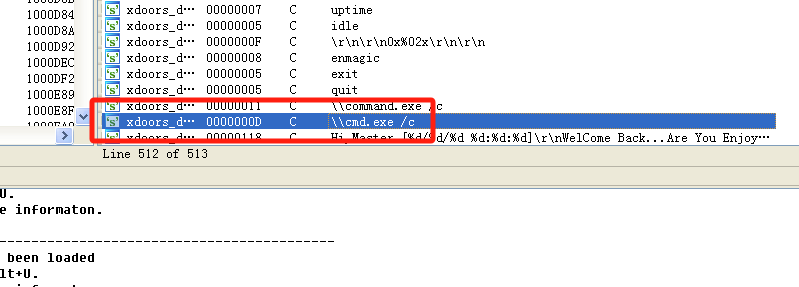 1000D84
1000D8A
1000D92
1000DEC
1000DF2
1000E89
1000E8F
xdoors_d··· 00000007 C uptime
xdoors_d··· 00000005 C idle
xdoors_d··· 0000000F C \r\n\r\n0x%02x\r\n\r\n
xdoors_d··· 00000008 C enmagic
xdoors_d··· 00000005 C exit
xdoors_d··· 00000005 C quit
xdoors_d··· 00000011 C \\command.exe /c
xdoors_d··· 0000000D C \\cmd.exe /c
xdoors_d··· 00000118 C Hi,Master [%d/%d/%d %d:%d:%d]\r\nWelCome Back...Are You Enjoy···
Line 512 of 513
U.
e informaton.
-----------------------------------------
been loaded
lt+U.